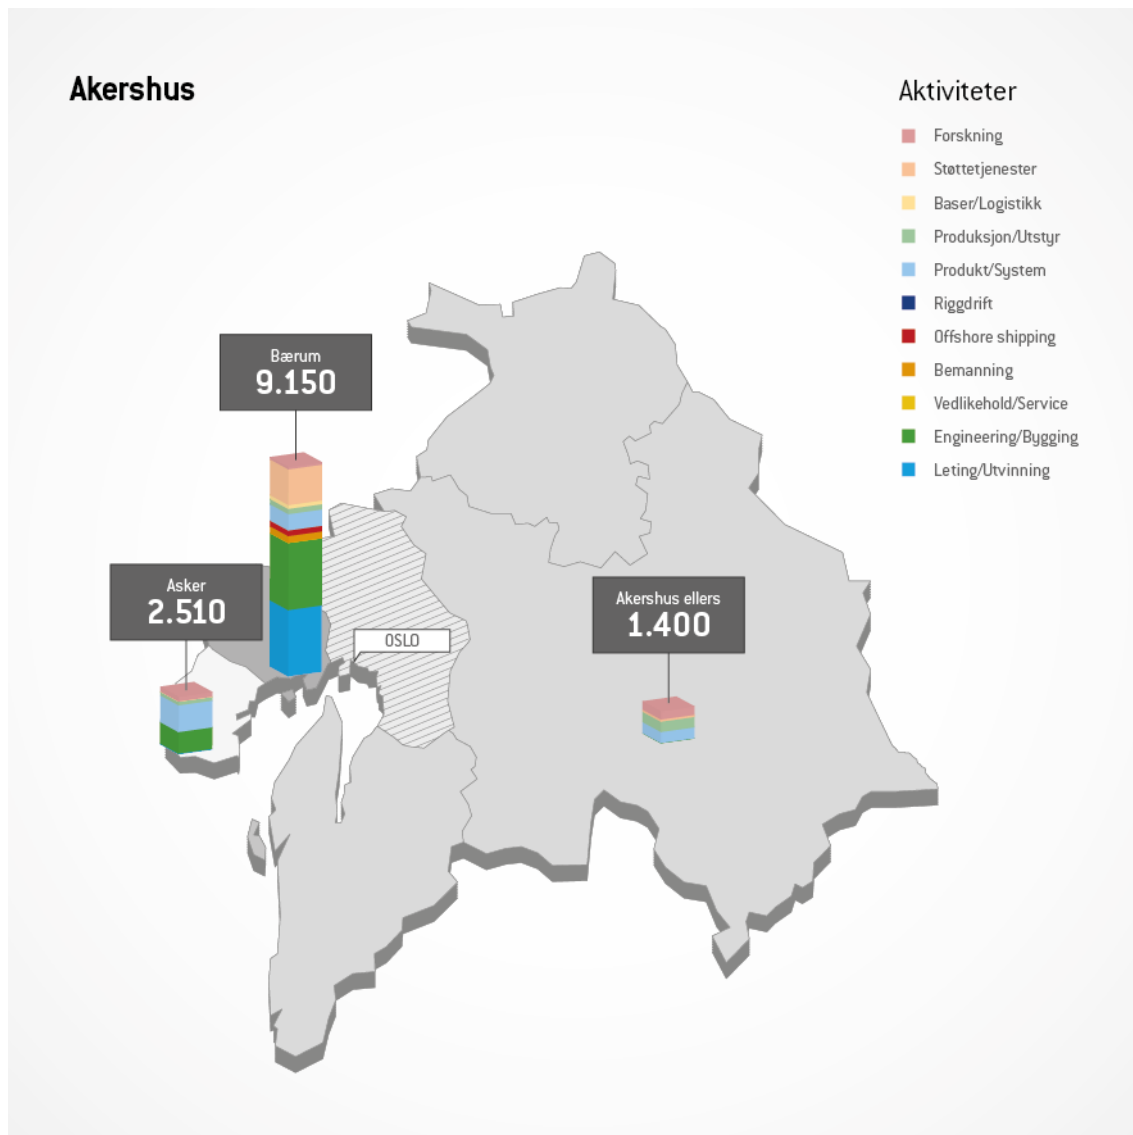 Akershus
Aktiviteter
Forskning
Støttetjenester
Baser/Logistikk
Produksjon/Utstyr
Produkt/System
Riggdrift
Offshore shipping
Bemanning
Vedlikehold/Service
Engineering/Bygging
Leting/Utvinning
Bærum
9.150
Asker
2.510
Akershus ellers
1.400
OSLO